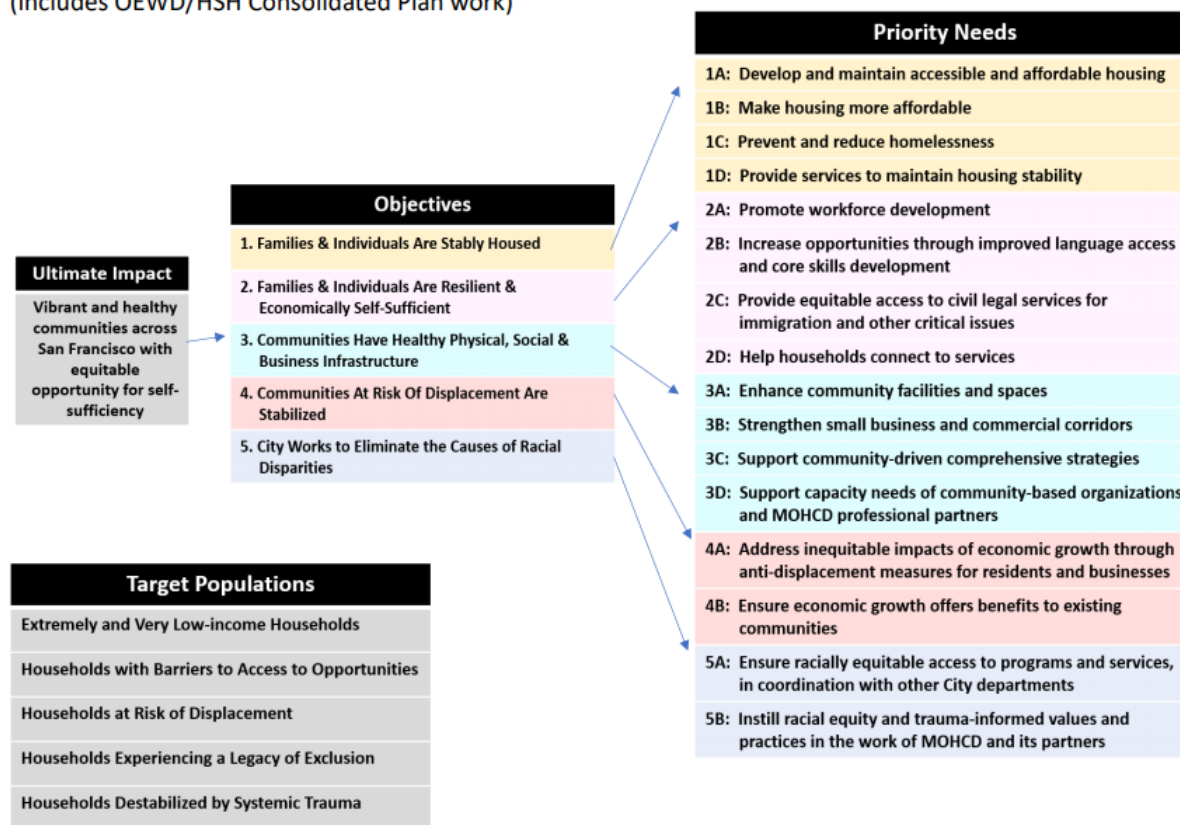 (includes OEWD/HSH Consolidated Plan work)
Ultimate Impact
Vibrant and healthy
communities across
San Francisco with
equitable
opportunity for self-
sufficiency
Objectives
1. Families & Individuals Are Stably Housed
2. Families & Individuals Are Resilient &
Economically Self-Sufficient
3. Communities Have Healthy Physical, Social &
Business Infrastructure
4. Communities At Risk Of Displacement Are
Stabilized
5. City Works to Eliminate the Causes of Racial
Disparities
Priority Needs
1A: Develop and maintain accessible and affordable housing
1B: Make housing more affordable
1C: Prevent and reduce homelessness
1D: Provide services to maintain housing stability
2A: Promote workforce development
2B: Increase opportunities through improved language access
and core skills development
2C: Provide equitable access to civil legal services for
immigration and other critical issues
2D: Help households connect to services
3A: Enhance community facilities and spaces
3B: Strengthen small business and commercial corridors
3C: Support community-driven comprehensive strategies
3D: Support capacity needs of community-based organizations
and MOHCD professional partners
4A: Address inequitable impacts of economic growth through
anti-displacement measures for residents and businesses
4B: Ensure economic growth offers benefits to existing
communities
5A: Ensure racially equitable access to programs and services,
in coordination with other City departments
5B: Instill racial equity and trauma-informed values and
practices in the work of MOHCD and its partners
Target Populations
Extremely and Very Low-income Households
Households with Barriers to Access to Opportunities
Households at Risk of Displacement
Households Experiencing a Legacy of Exclusion
Households Destabilized by Systemic Trauma